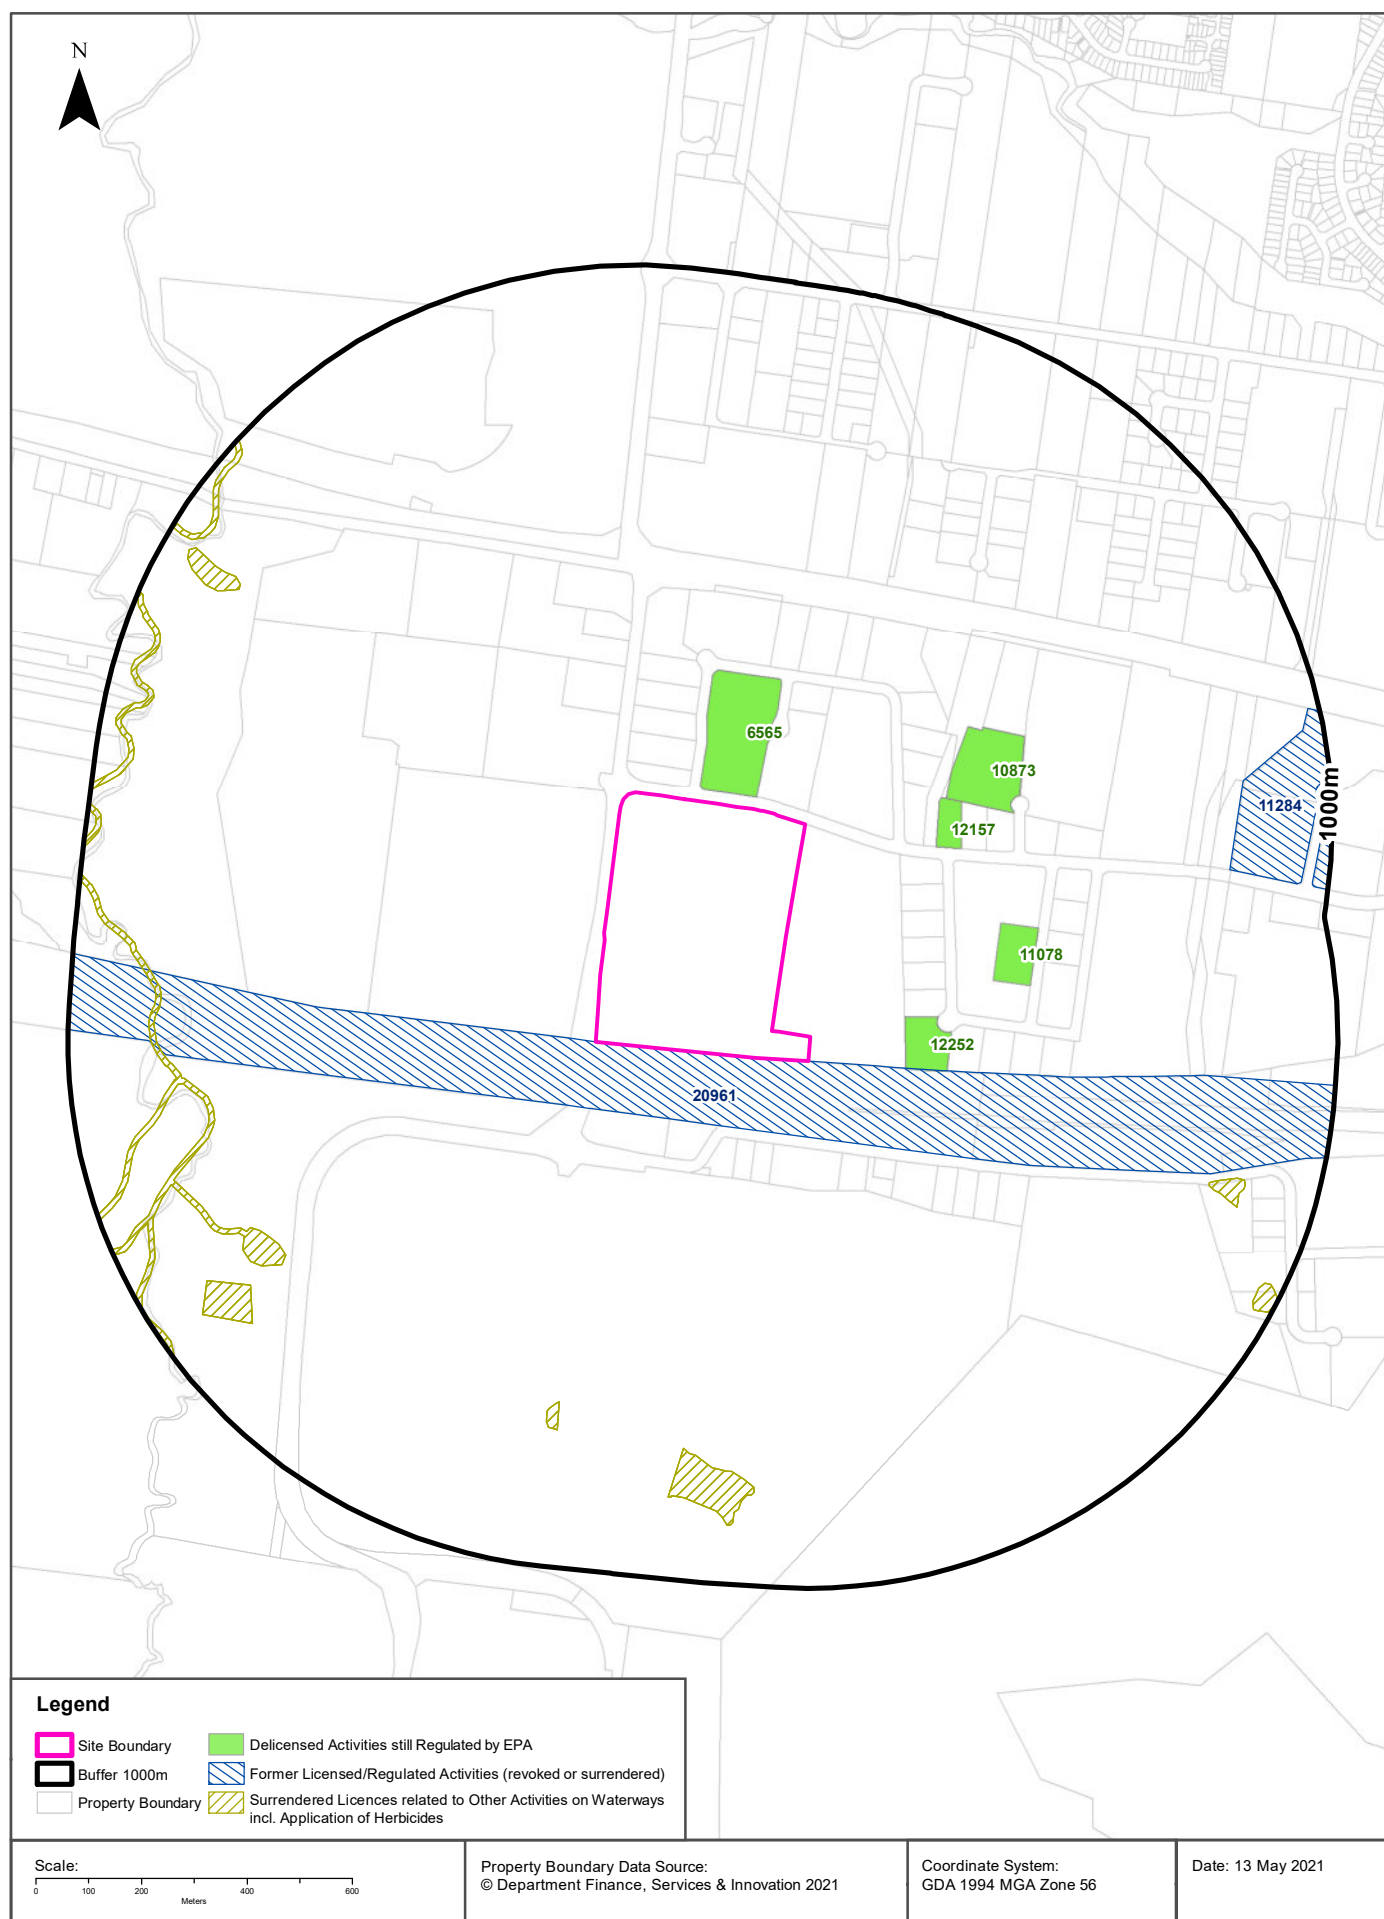 N
6565
10873
11284
1000m
12157
11078
12252
20961
Legend
Site Boundary
Delicensed Activities still Regulated by EPA
Buffer 1000m
Former Licensed/Regulated Activities (revoked or surrendered)
Property Boundary
Surrendered Licences related to Other Activities on Waterways
incl. Application of Herbicides
Scale:
0 100 200 400 600
Meters
Property Boundary Data Source:
© Department Finance, Services & Innovation 2021
Coordinate System:
GDA 1994 MGA Zone 56
Date: 13 May 2021